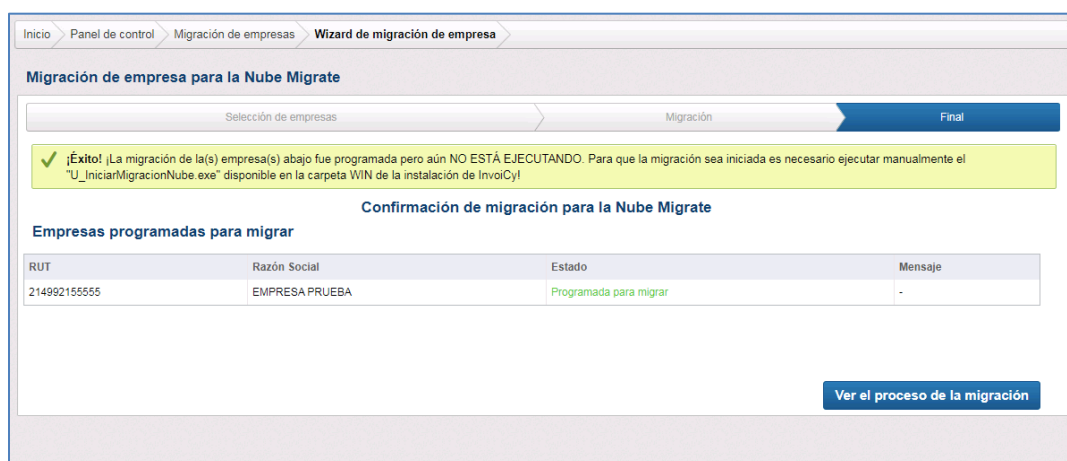 Inicio Panel de control Migración de empresas Wizard de migración de empresa
Migración de empresa para la Nube Migrate
Selección de empresas Migración Final
¡Éxito! ¡La migración de la(s) empresa(s) abajo fue programada pero aún NO ESTÁ EJECUTANDO. Para que la migración sea iniciada es necesario ejecutar manualmente el
"U_IniciarMigracionNube.exe" disponible en la carpeta WIN de la instalación de InvoiCy!
Confirmación de migración para la Nube Migrate
Empresas programadas para migrar
RUT Razón Social Estado Mensaje
214992155555 EMPRESA PRUEBA Programada para migrar -
Ver el proceso de la migración